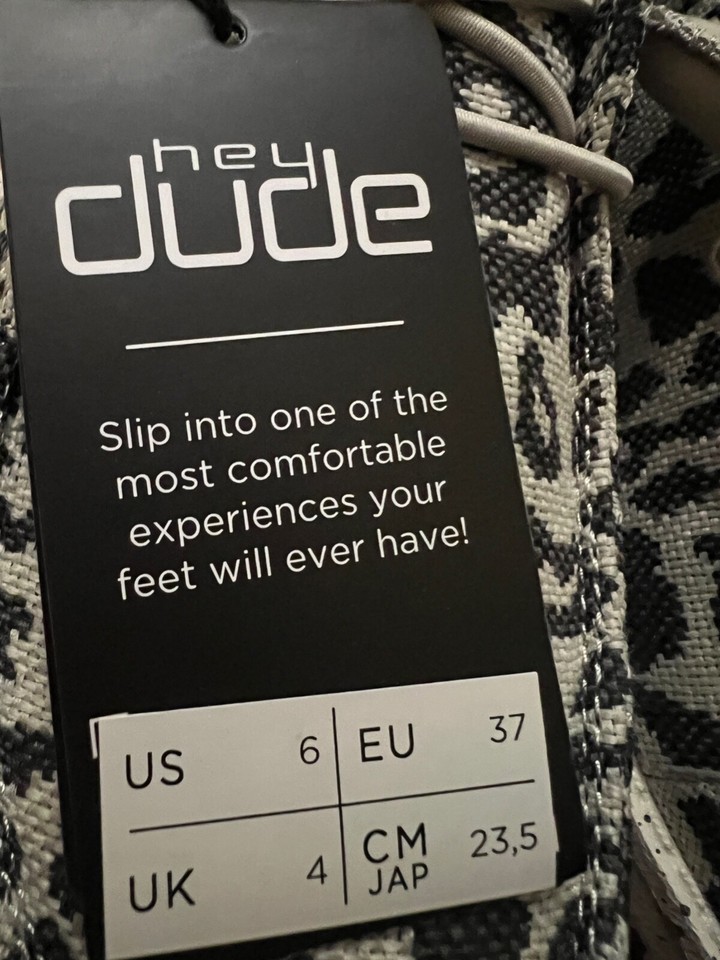 hey
dude
Slip into one of the
most comfortable
experiences your
feet will ever have!
US 6 EU 37
UK 4 CM JAP 23,5